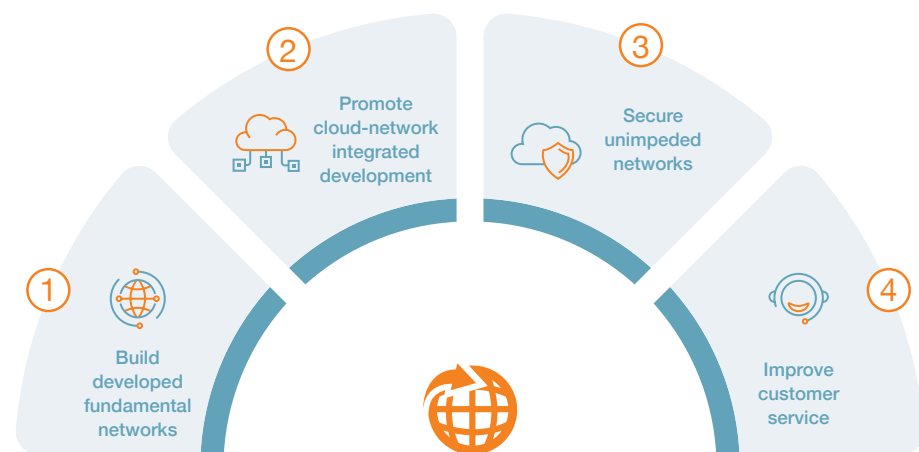 1
Build
developed
fundamental
networks
2
Promote
cloud-network
integrated
development
3
Secure
unimpeded
networks
4
Improve
customer
service